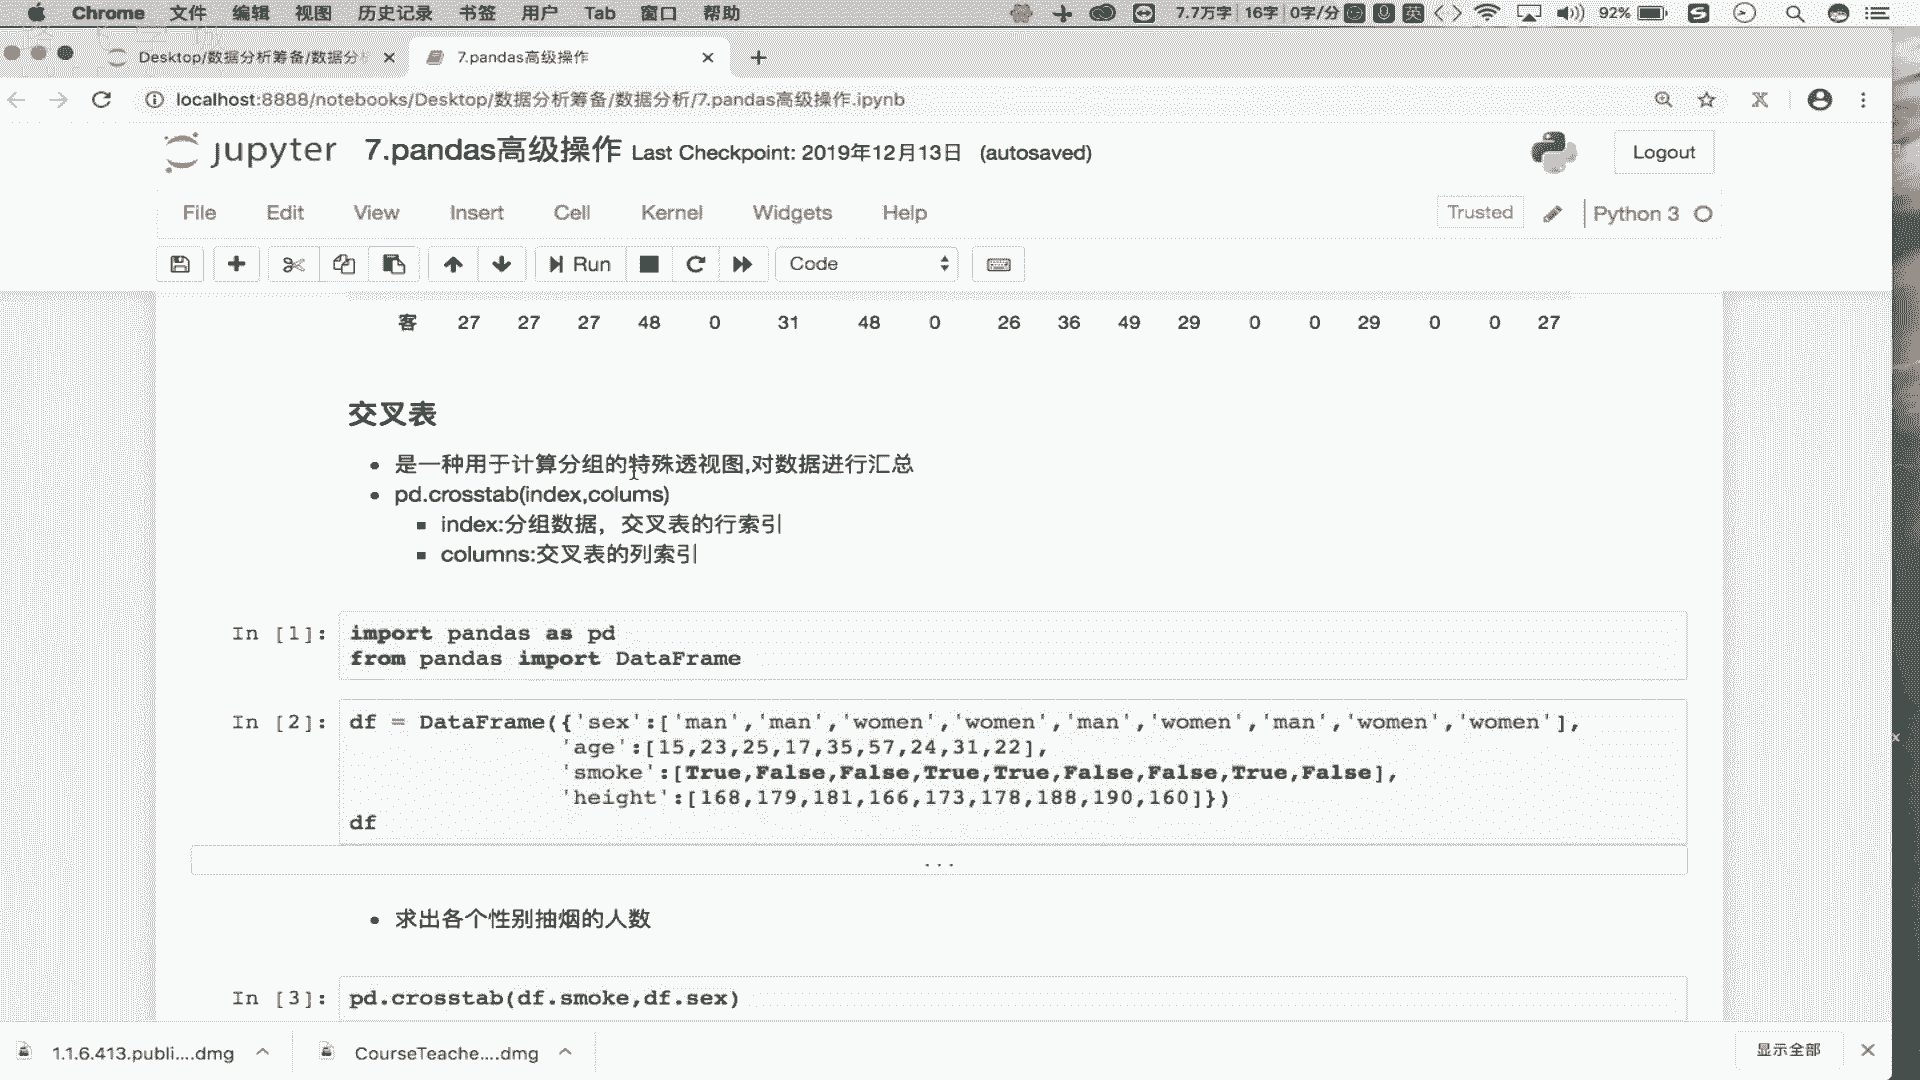 Chrome 文件 编辑 视图 历史记录 书签 用户 Tab 窗口 帮助 7.7万字 16字 0字/分 英 92%
Desktop/数据分析筹备/数据分 7.pandas高级操作
localhost:8888/notebooks/Desktop/数据分析筹备/数据分析/7.pandas高级操作.ipynb
jupyter 7.pandas高级操作 Last Checkpoint: 2019年12月13日 (autosaved) Logout
File Edit View Insert Cell Kernel Widgets Help Trusted Python 3
Run Code
客 27 27 27 48 0 31 48 0 26 36 49 29 0 0 29 0 0 27
交叉表
是一种用于计算分组的特殊透视图,对数据进行汇总
pd.crosstab(index,colums)
index:分组数据，交叉表的行索引
columns:交叉表的列索引
In [1]: import pandas as pd
from pandas import DataFrame
In [2]: df = DataFrame({'sex':['man','man','women','women','man','women','man','women','women'],
'age':[15,23,25,17,35,57,24,31,22],
'smoke':[True,False,False,True,True,False,False,True,False],
'height':[168,179,181,166,173,178,188,190,160]})
df
...
求出各个性别抽烟的人数
In [3]: pd.crosstab(df.smoke,df.sex)
1.1.6.413.publi....dmg CourseTeache....dmg 显示全部